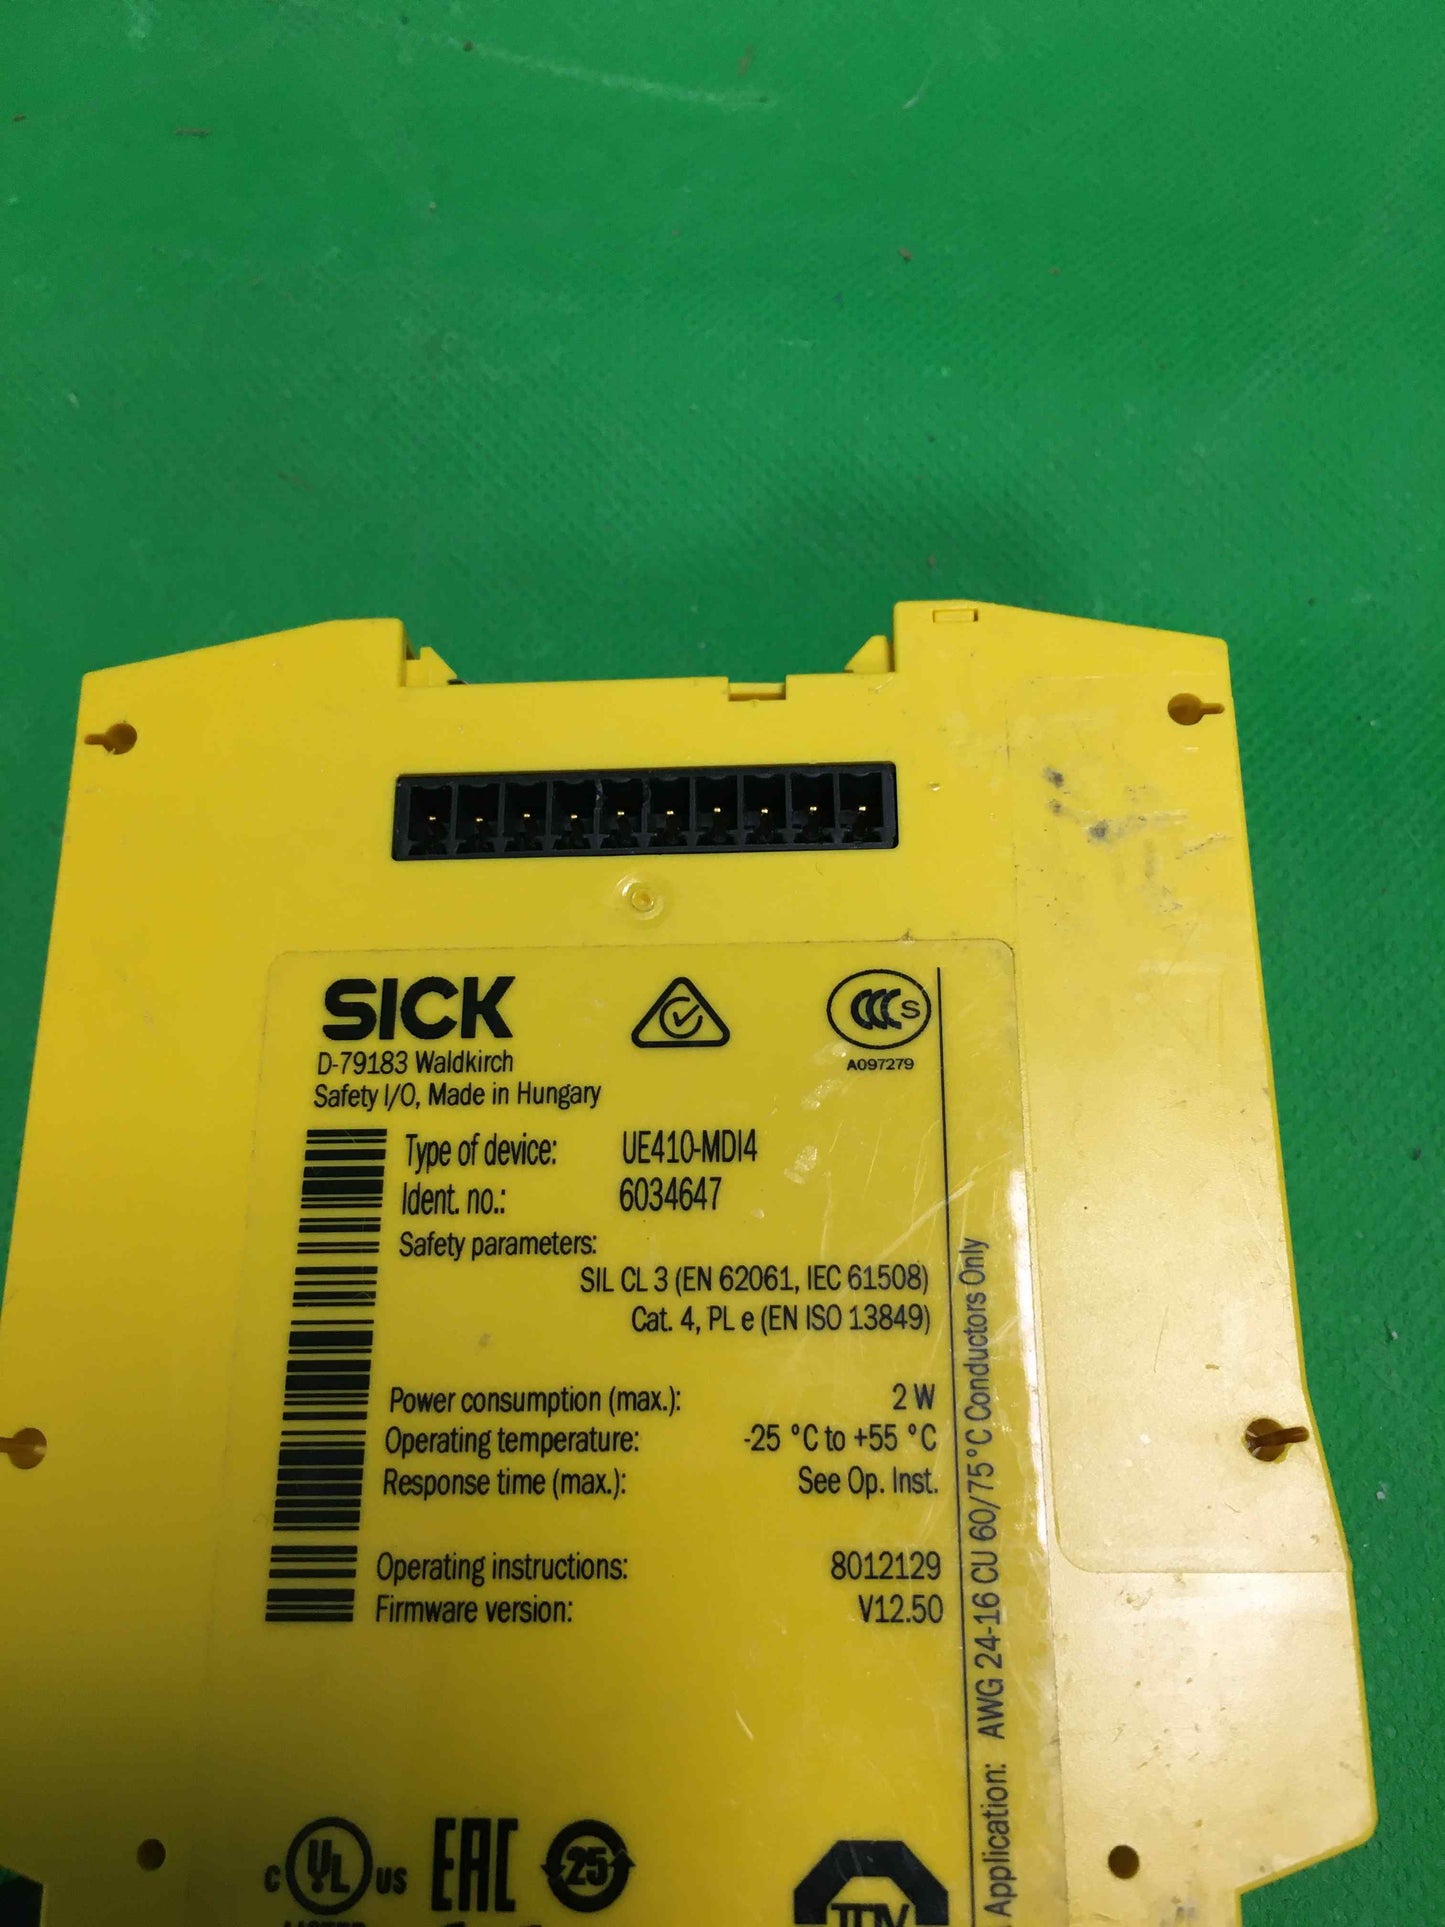 SICK
D-79183 Waldkirch
Safety I/O, Made in Hungary
CCC S
A097279
Type of device: UE410-MDI4
Ident. no.: 6034647
Safety parameters:
SIL CL 3 (EN 62061, IEC 61508)
Cat. 4, PL e (EN ISO 13849)
Power consumption (max.): 2 W
Operating temperature: -25 °C to +55 °C
Response time (max.): See Op. Inst.
Operating instructions: 8012129
Firmware version: V12.50
Application: AWG 24-16 CU 60/75°C Conductors Only
C UL US
LISTED
EAC
25
TÜV